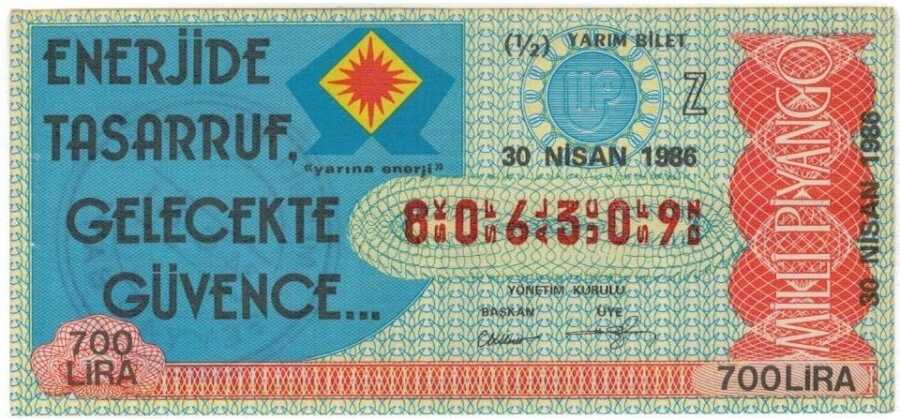 ENERJİDE
TASARRUF,
GELECEKTE
GÜVENCE...
«yarına enerji»
700
LİRA
(1/2) YARIM BİLET
MP
Z
30 NİSAN 1986
806309
YÖNETİM KURULU
BAŞKAN ÜYE
MİLLİ PİYANGO
30 NİSAN 1986
700 LİRA